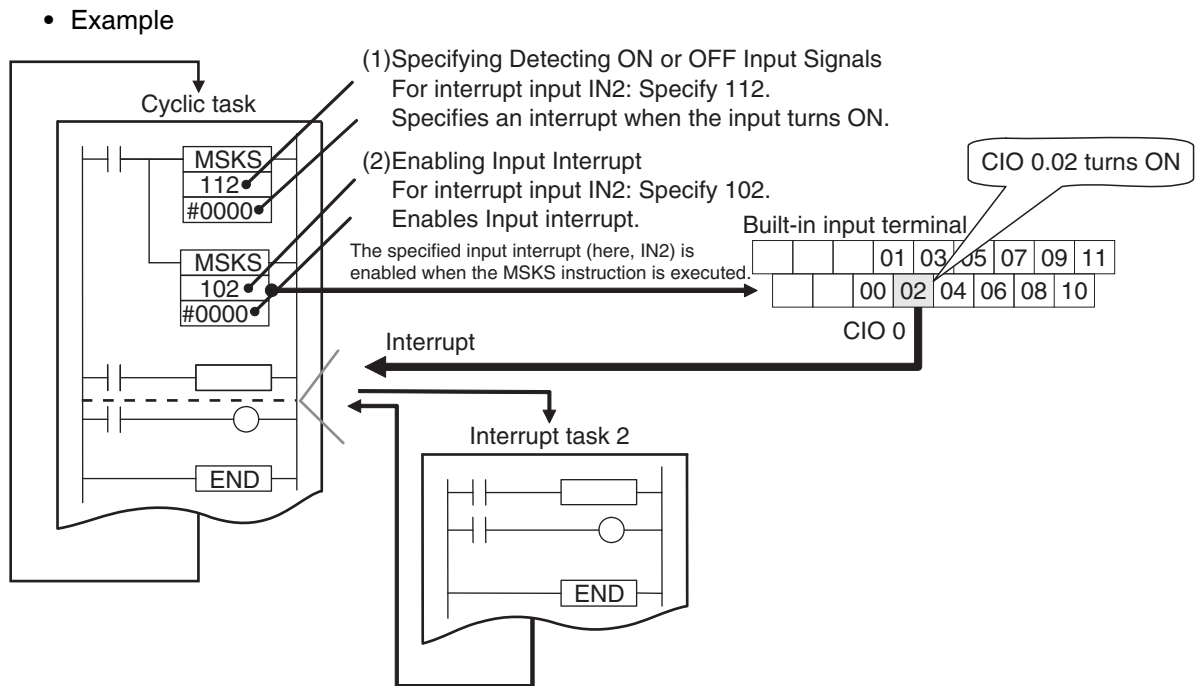 • Example
(1)Specifying Detecting ON or OFF Input Signals
For interrupt input IN2: Specify 112.
Specifies an interrupt when the input turns ON.
Cyclic task
MSKS
112
#0000
(2)Enabling Input Interrupt
For interrupt input IN2: Specify 102.
Enables Input interrupt.
The specified input interrupt (here, IN2) is
enabled when the MSKS instruction is executed.
MSKS
102
#0000
CIO 0.02 turns ON
Built-in input terminal
01 03 05 07 09 11
00 02 04 06 08 10
CIO 0
Interrupt
END
Interrupt task 2
END